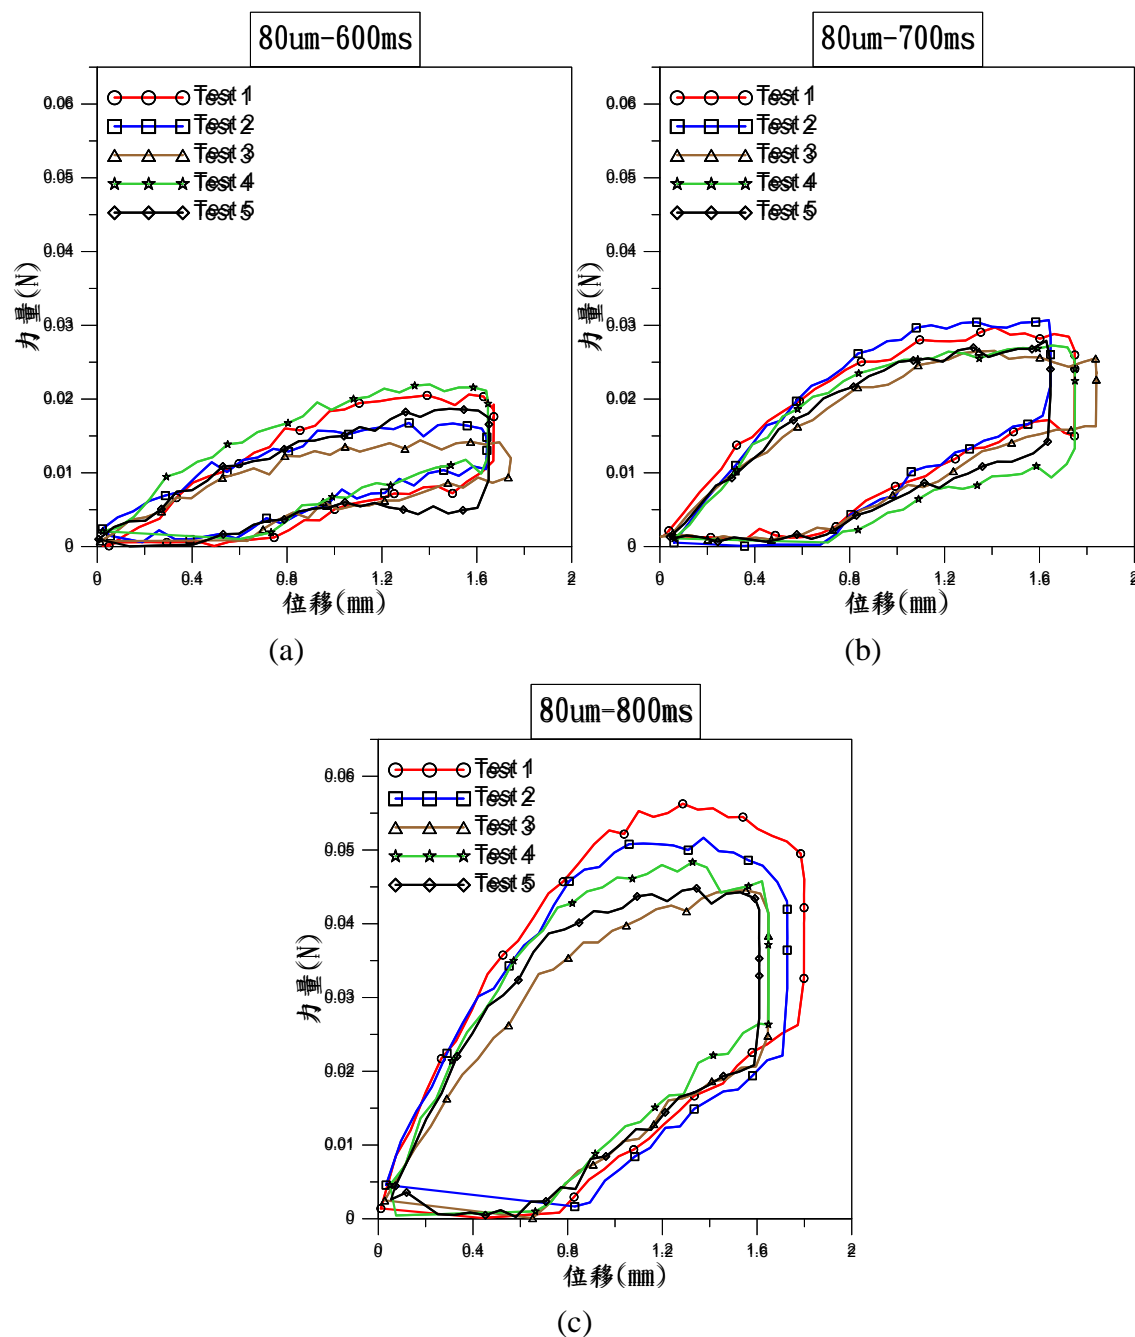 80um-600ms
0.06
0.05
0.04
0.03
0.02
0.01
0
Test 1
Test 2
Test 3
Test 4
Test 5
力量(N)
0 0.4 0.8 1.2 1.6 2
位移(mm)
(a)
80um-700ms
0.06
0.05
0.04
0.03
0.02
0.01
0
Test 1
Test 2
Test 3
Test 4
Test 5
力量(N)
0 0.4 0.8 1.2 1.6 2
位移(mm)
(b)
80um-800ms
0.06
0.05
0.04
0.03
0.02
0.01
0
Test 1
Test 2
Test 3
Test 4
Test 5
力量(N)
0 0.4 0.8 1.2 1.6 2
位移(mm)
(c)